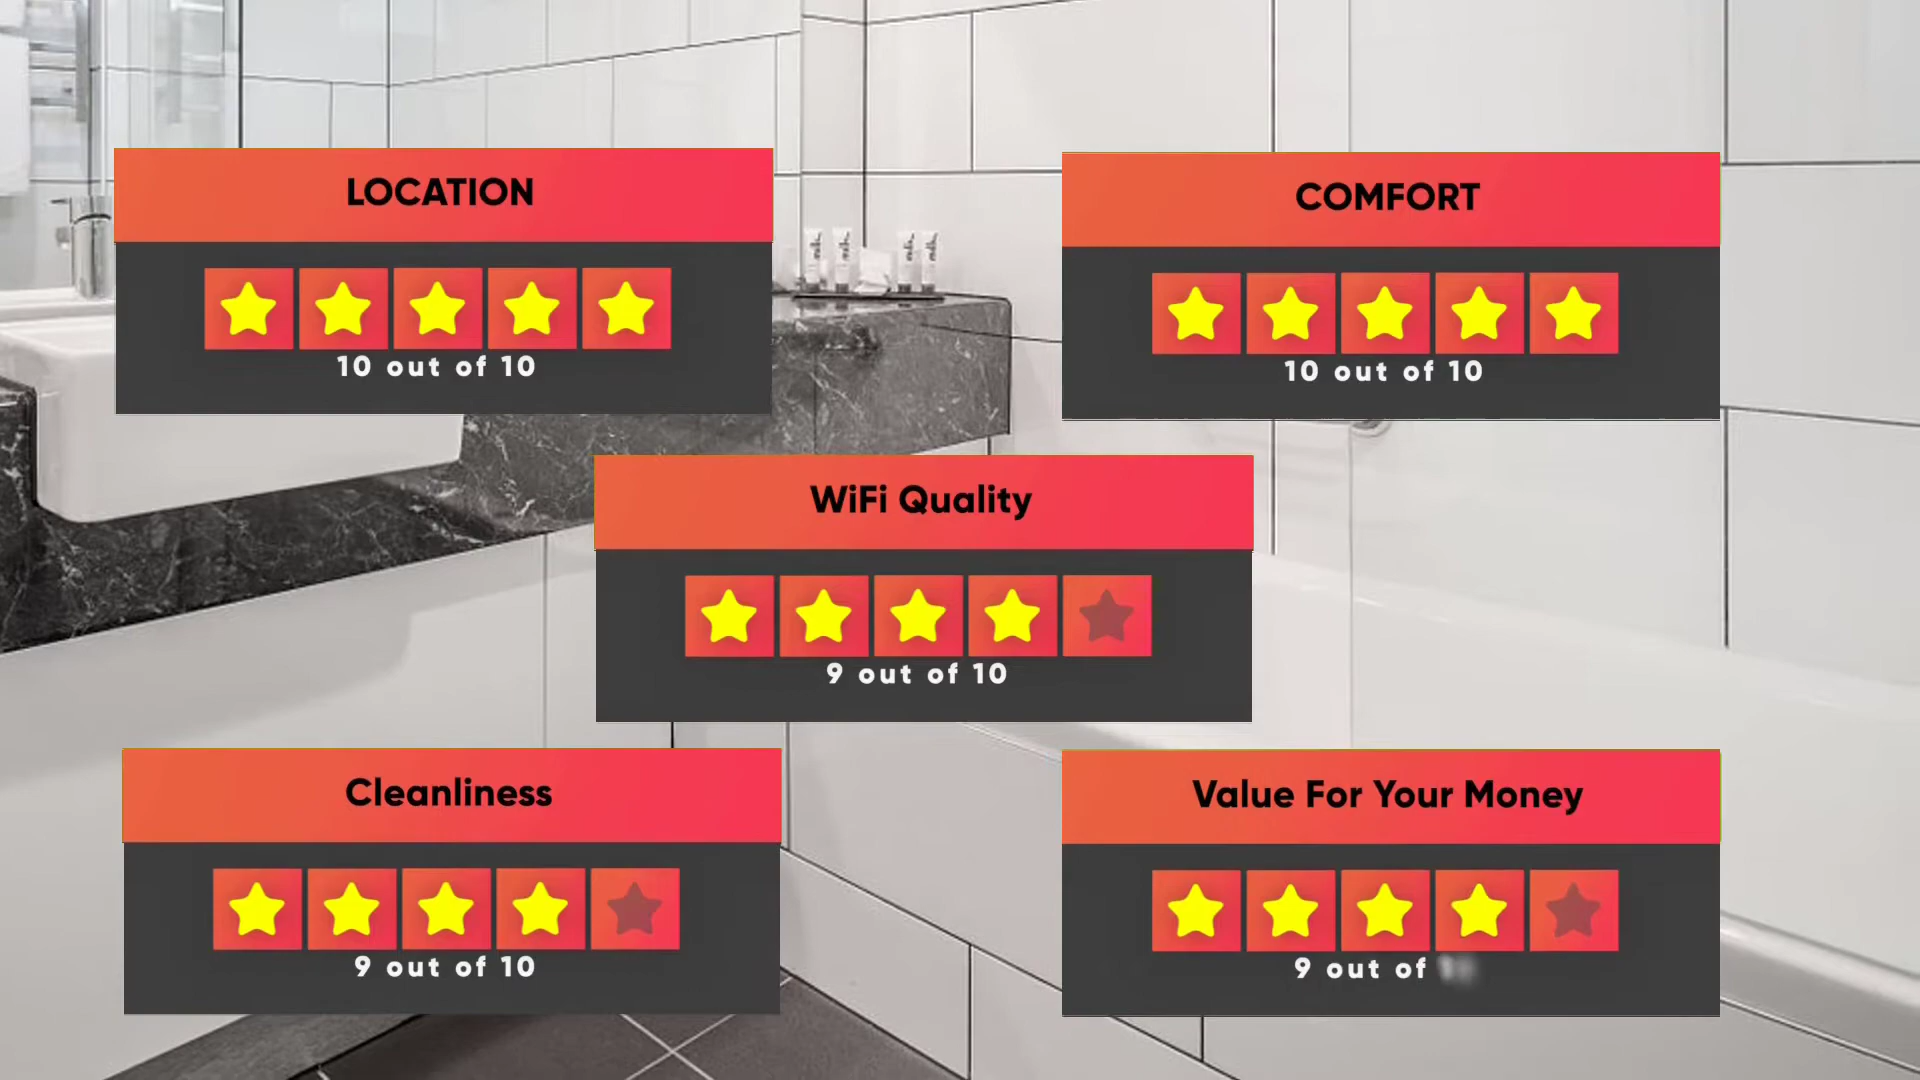 LOCATION
10 out of 10
COMFORT
10 out of 10
WiFi Quality
9 out of 10
Cleanliness
9 out of 10
Value For Your Money
9 out of